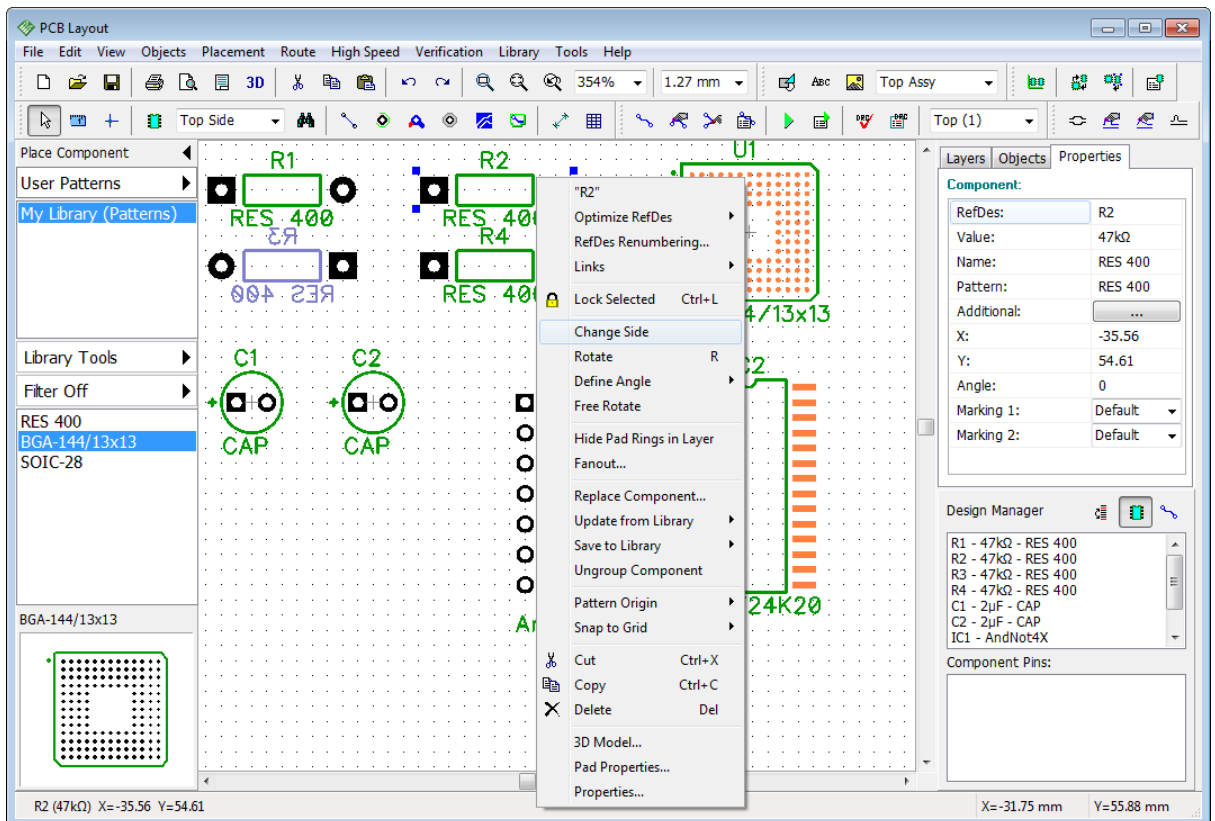 PCB Layout
File Edit View Objects Placement Route High Speed Verification Library Tools Help
3D 354% 1.27 mm ABC Top Assy
Top Side DRC DRC Top (1)
Place Component
User Patterns
My Library (Patterns)
Library Tools
Filter Off
RES 400
BGA-144/13x13
SOIC-28
BGA-144/13x13
R1 R2 U1
RES 400 RES 40
R3 R4
RES 400 RES 40
4/13x13
C1 C2 C2
CAP CAP
24K20
An
"R2"
Optimize RefDes
RefDes Renumbering...
Links
Lock Selected Ctrl+L
Change Side
Rotate R
Define Angle
Free Rotate
Hide Pad Rings in Layer
Fanout...
Replace Component...
Update from Library
Save to Library
Ungroup Component
Pattern Origin
Snap to Grid
Cut Ctrl+X
Copy Ctrl+C
Delete Del
3D Model...
Pad Properties...
Properties...
Layers Objects Properties
Component:
RefDes: R2
Value: 47kΩ
Name: RES 400
Pattern: RES 400
Additional: ...
X: -35.56
Y: 54.61
Angle: 0
Marking 1: Default
Marking 2: Default
Design Manager
R1 - 47kΩ - RES 400
R2 - 47kΩ - RES 400
R3 - 47kΩ - RES 400
R4 - 47kΩ - RES 400
C1 - 2µF - CAP
C2 - 2µF - CAP
IC1 - AndNot4X
Component Pins:
R2 (47kΩ) X=-35.56 Y=54.61 X=-31.75 mm Y=55.88 mm